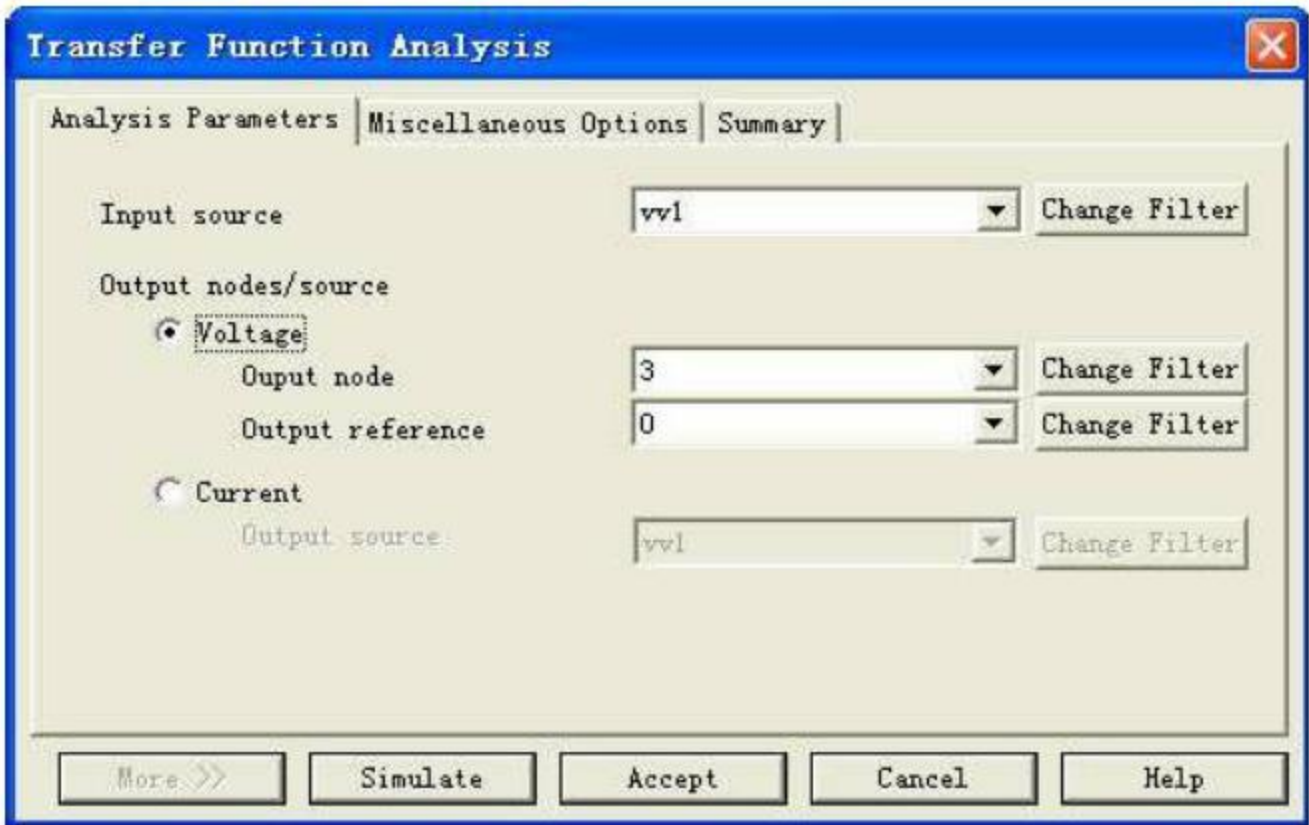 Transfer Function Analysis
Analysis Parameters Miscellaneous Options Summary
Input source vv1 Change Filter
Output nodes/source
Voltage
Ouput node 3 Change Filter
Output reference 0 Change Filter
Current
Output source vv1 Change Filter
More >> Simulate Accept Cancel Help